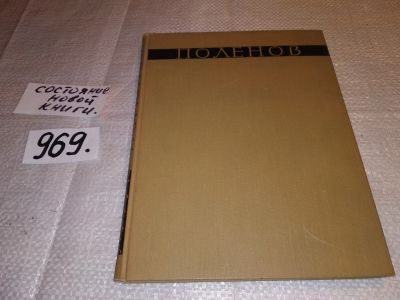 ПОЛЕНОВ
СОСТОЯНИЕ
НОВОЙ
КНИГИ.
969.